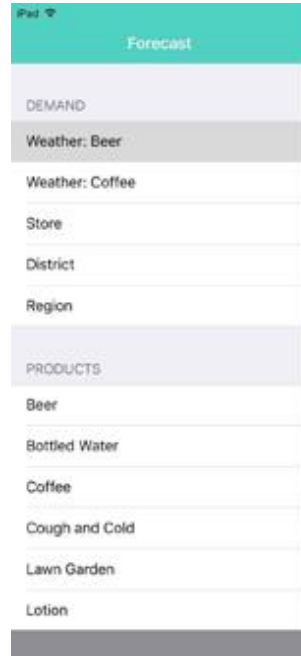 iPad
Forecast
DEMAND
Weather: Beer
Weather: Coffee
Store
District
Region
PRODUCTS
Beer
Bottled Water
Coffee
Cough and Cold
Lawn Garden
Lotion